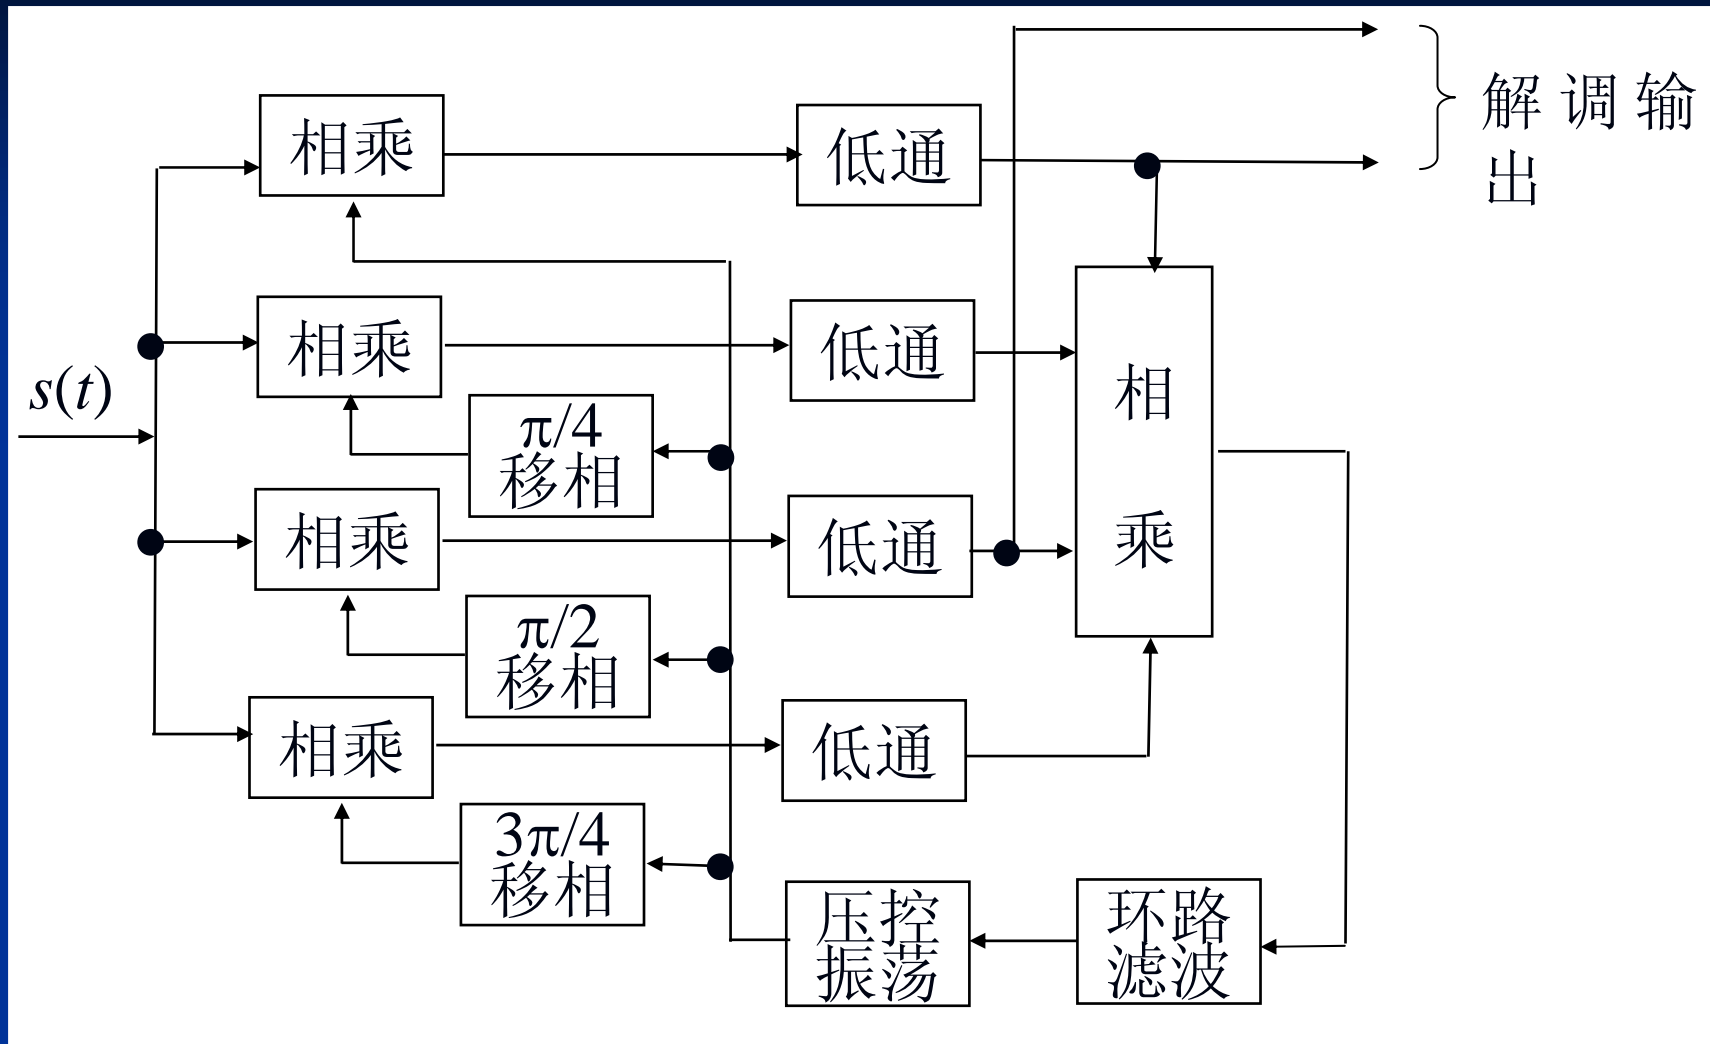 解调输
出
相乘
低通
相乘
低通
s(t)
π/4
移相
相
乘
相乘
低通
π/2
移相
相乘
低通
3π/4
移相
压控
振荡
环路
滤波